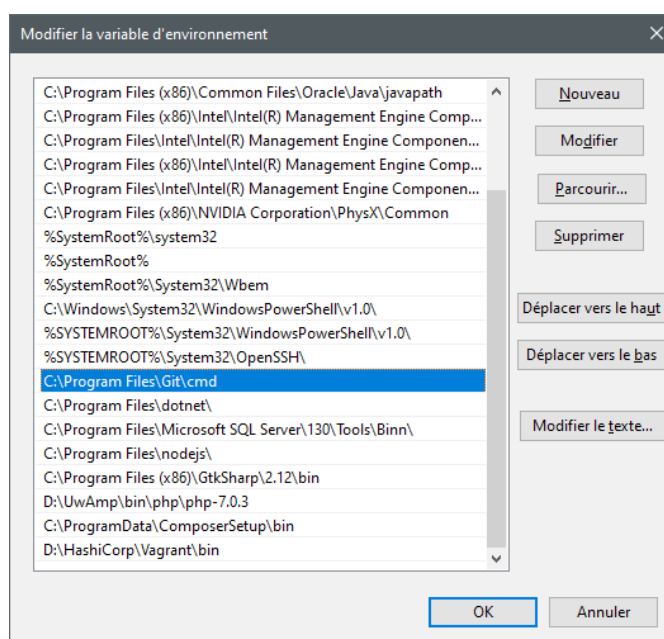 Modifier la variable d'environnement
C:\Program Files (x86)\Common Files\Oracle\Java\javapath
C:\Program Files (x86)\Intel\Intel(R) Management Engine Comp...
C:\Program Files\Intel\Intel(R) Management Engine Componen...
C:\Program Files (x86)\Intel\Intel(R) Management Engine Comp...
C:\Program Files\Intel\Intel(R) Management Engine Componen...
C:\Program Files (x86)\NVIDIA Corporation\PhysX\Common
%SystemRoot%\system32
%SystemRoot%
%SystemRoot%\System32\Wbem
C:\Windows\System32\WindowsPowerShell\v1.0\
%SYSTEMROOT%\System32\WindowsPowerShell\v1.0\
%SYSTEMROOT%\System32\OpenSSH\
C:\Program Files\Git\cmd
C:\Program Files\dotnet\
C:\Program Files\Microsoft SQL Server\130\Tools\Binn\
C:\Program Files\nodejs\
C:\Program Files (x86)\GtkSharp\2.12\bin
D:\UwAmp\bin\php\php-7.0.3
C:\ProgramData\ComposerSetup\bin
D:\HashiCorp\Vagrant\bin
Nouveau
Modifier
Parcourir...
Supprimer
Déplacer vers le haut
Déplacer vers le bas
Modifier le texte...
OK
Annuler